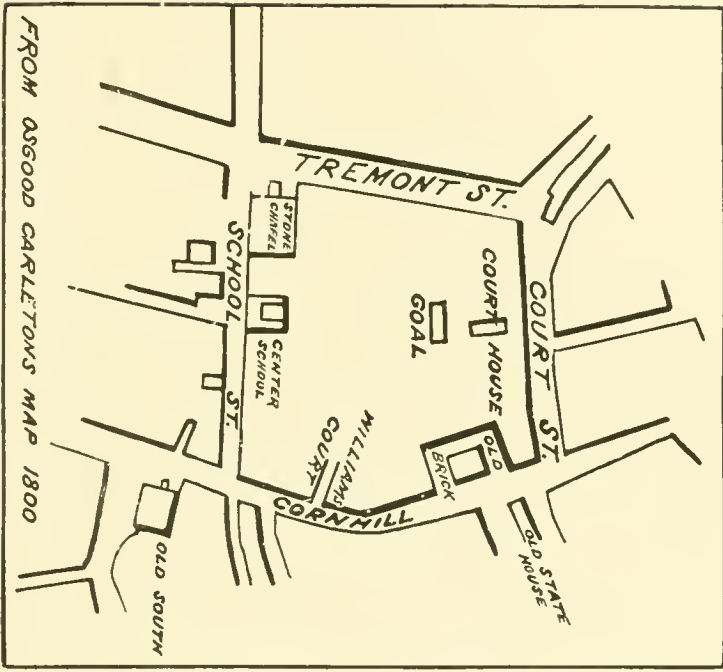 TREMONT ST.
COURT ST.
COURT HOUSE
GOAL
STONE
CHAPEL
SCHOOL ST.
CENTER
SCHOOL
WILLIAMS
COURT
OLD
BRICK
CORNHILL
OLD STATE
HOUSE
OLD SOUTH
FROM OSGOOD CARLETONS MAP 1800